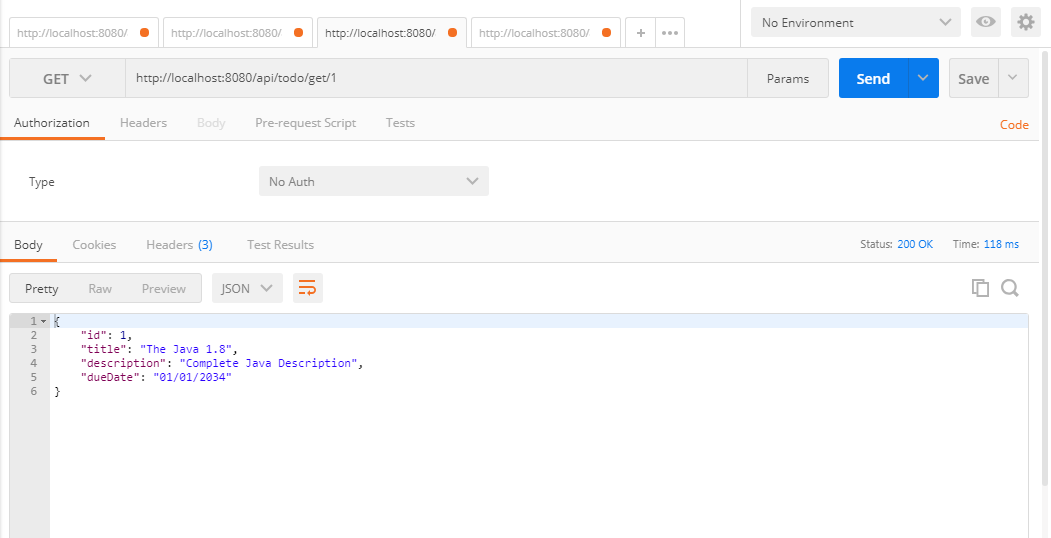 http://localhost:8080/ http://localhost:8080/ http://localhost:8080/ http://localhost:8080/ + ••• No Environment
GET http://localhost:8080/api/todo/get/1 Params Send Save
Authorization Headers Body Pre-request Script Tests Code
Type No Auth
Body Cookies Headers (3) Test Results Status: 200 OK Time: 118 ms
Pretty Raw Preview JSON
1 {
2 "id": 1,
3 "title": "The Java 1.8",
4 "description": "Complete Java Description",
5 "dueDate": "01/01/2034"
6 }